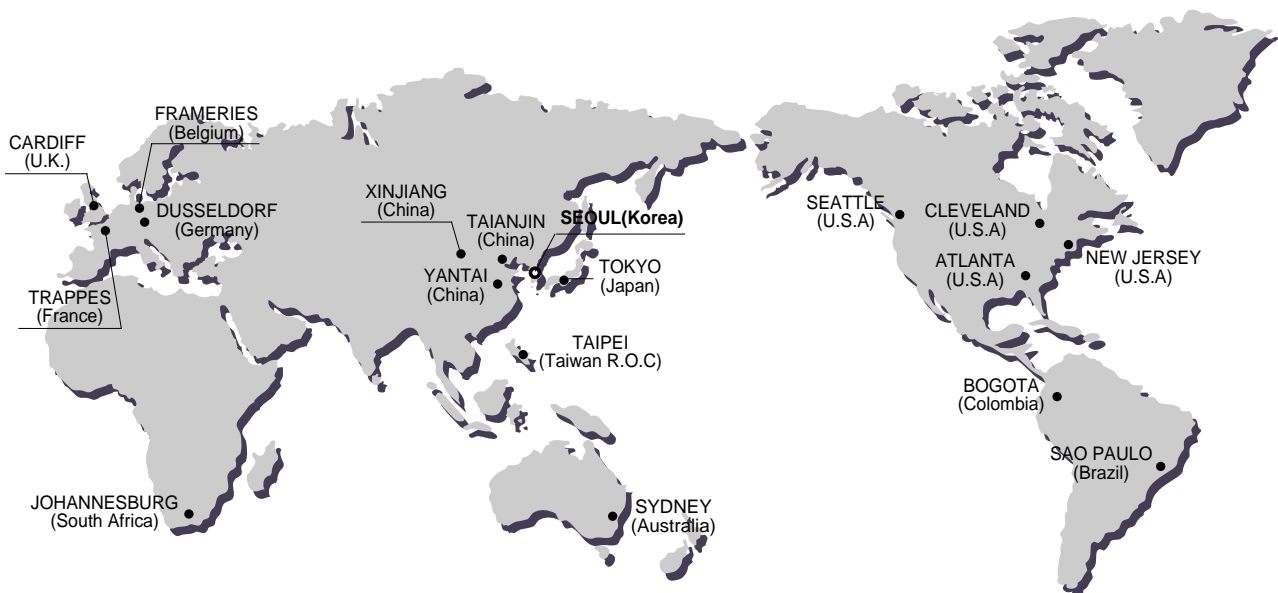 FRAMERIES
(Belgium)
CARDIFF
(U.K.)
DUSSELDORF
(Germany)
TRAPPES
(France)
XINJIANG
(China)
TAIANJIN
(China)
SEOUL(Korea)
YANTAI
(China)
TOKYO
(Japan)
TAIPEI
(Taiwan R.O.C)
JOHANNESBURG
(South Africa)
SYDNEY
(Australia)
SEATTLE
(U.S.A)
CLEVELAND
(U.S.A)
ATLANTA
(U.S.A)
NEW JERSEY
(U.S.A)
BOGOTA
(Colombia)
SAO PAULO
(Brazil)